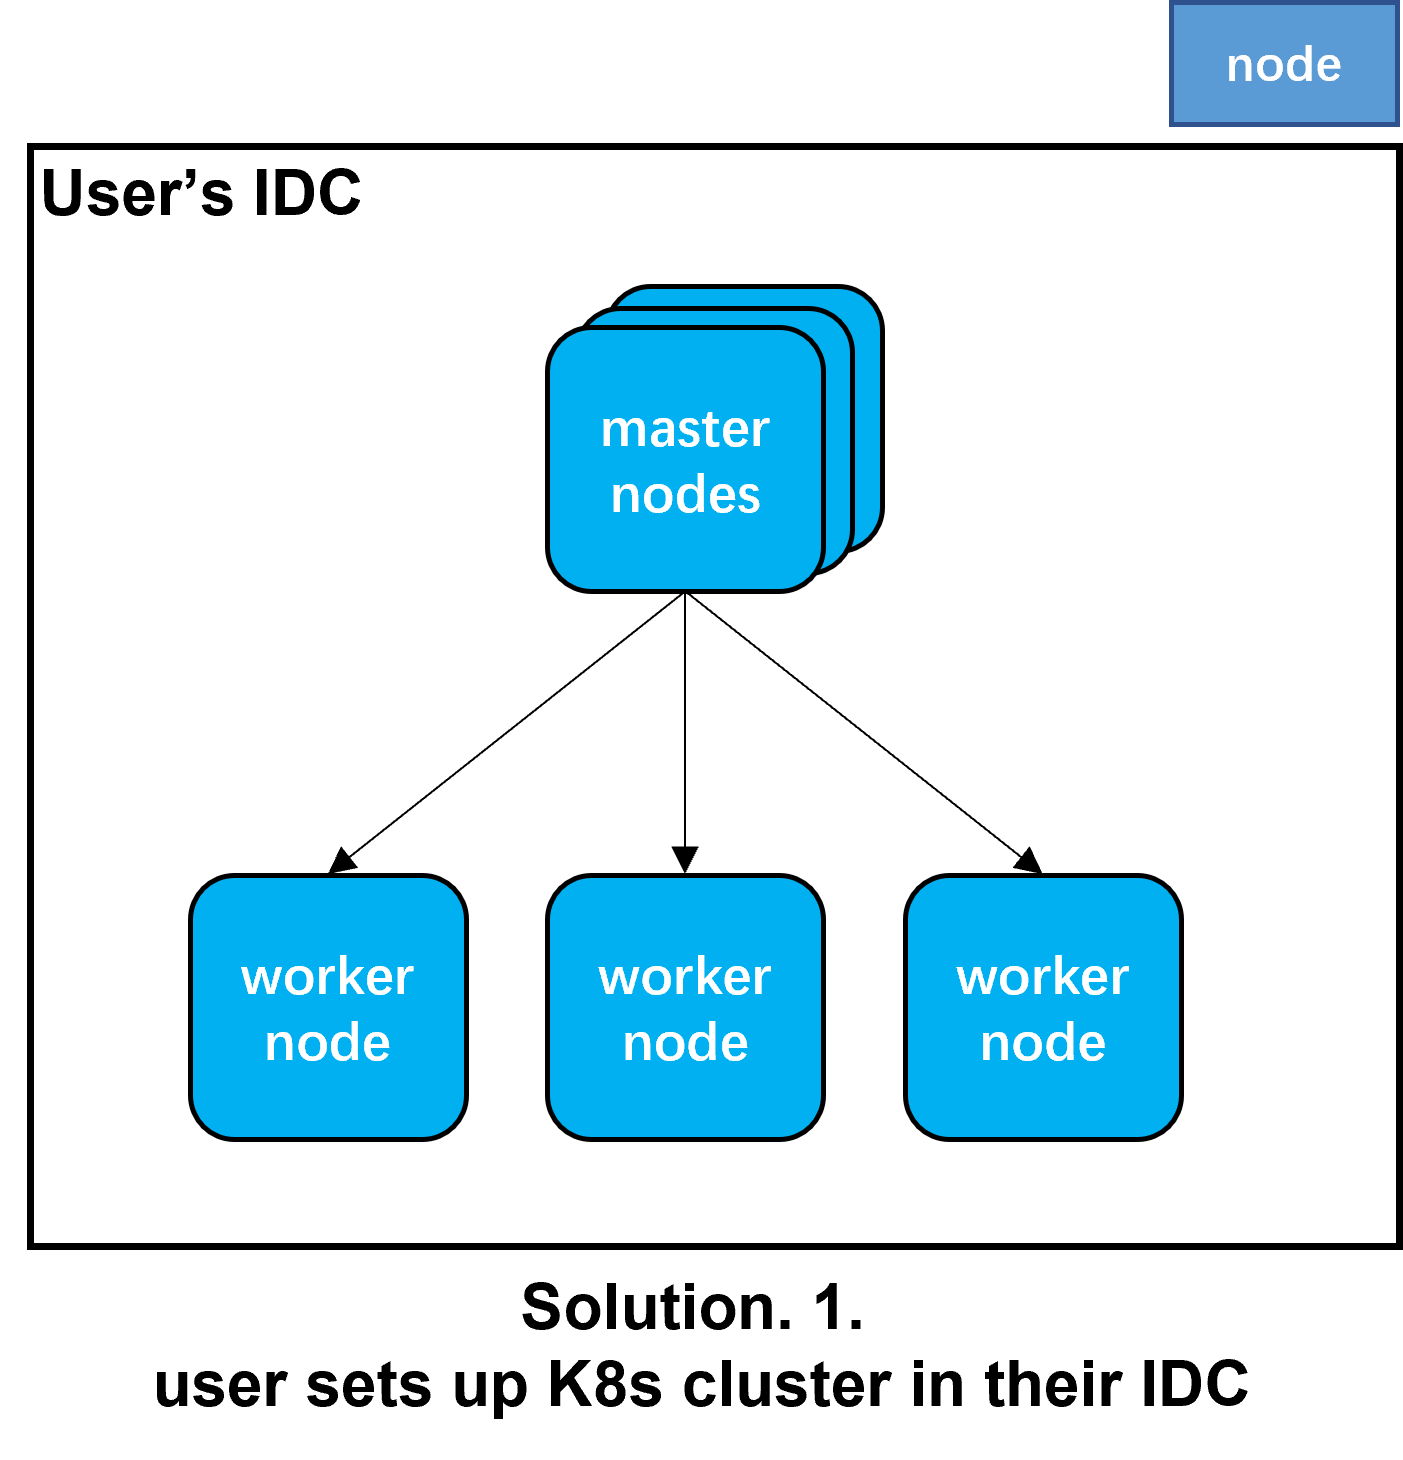 node
User’s IDC
master
nodes
worker
node
worker
node
worker
node
Solution. 1.
user sets up K8s cluster in their IDC